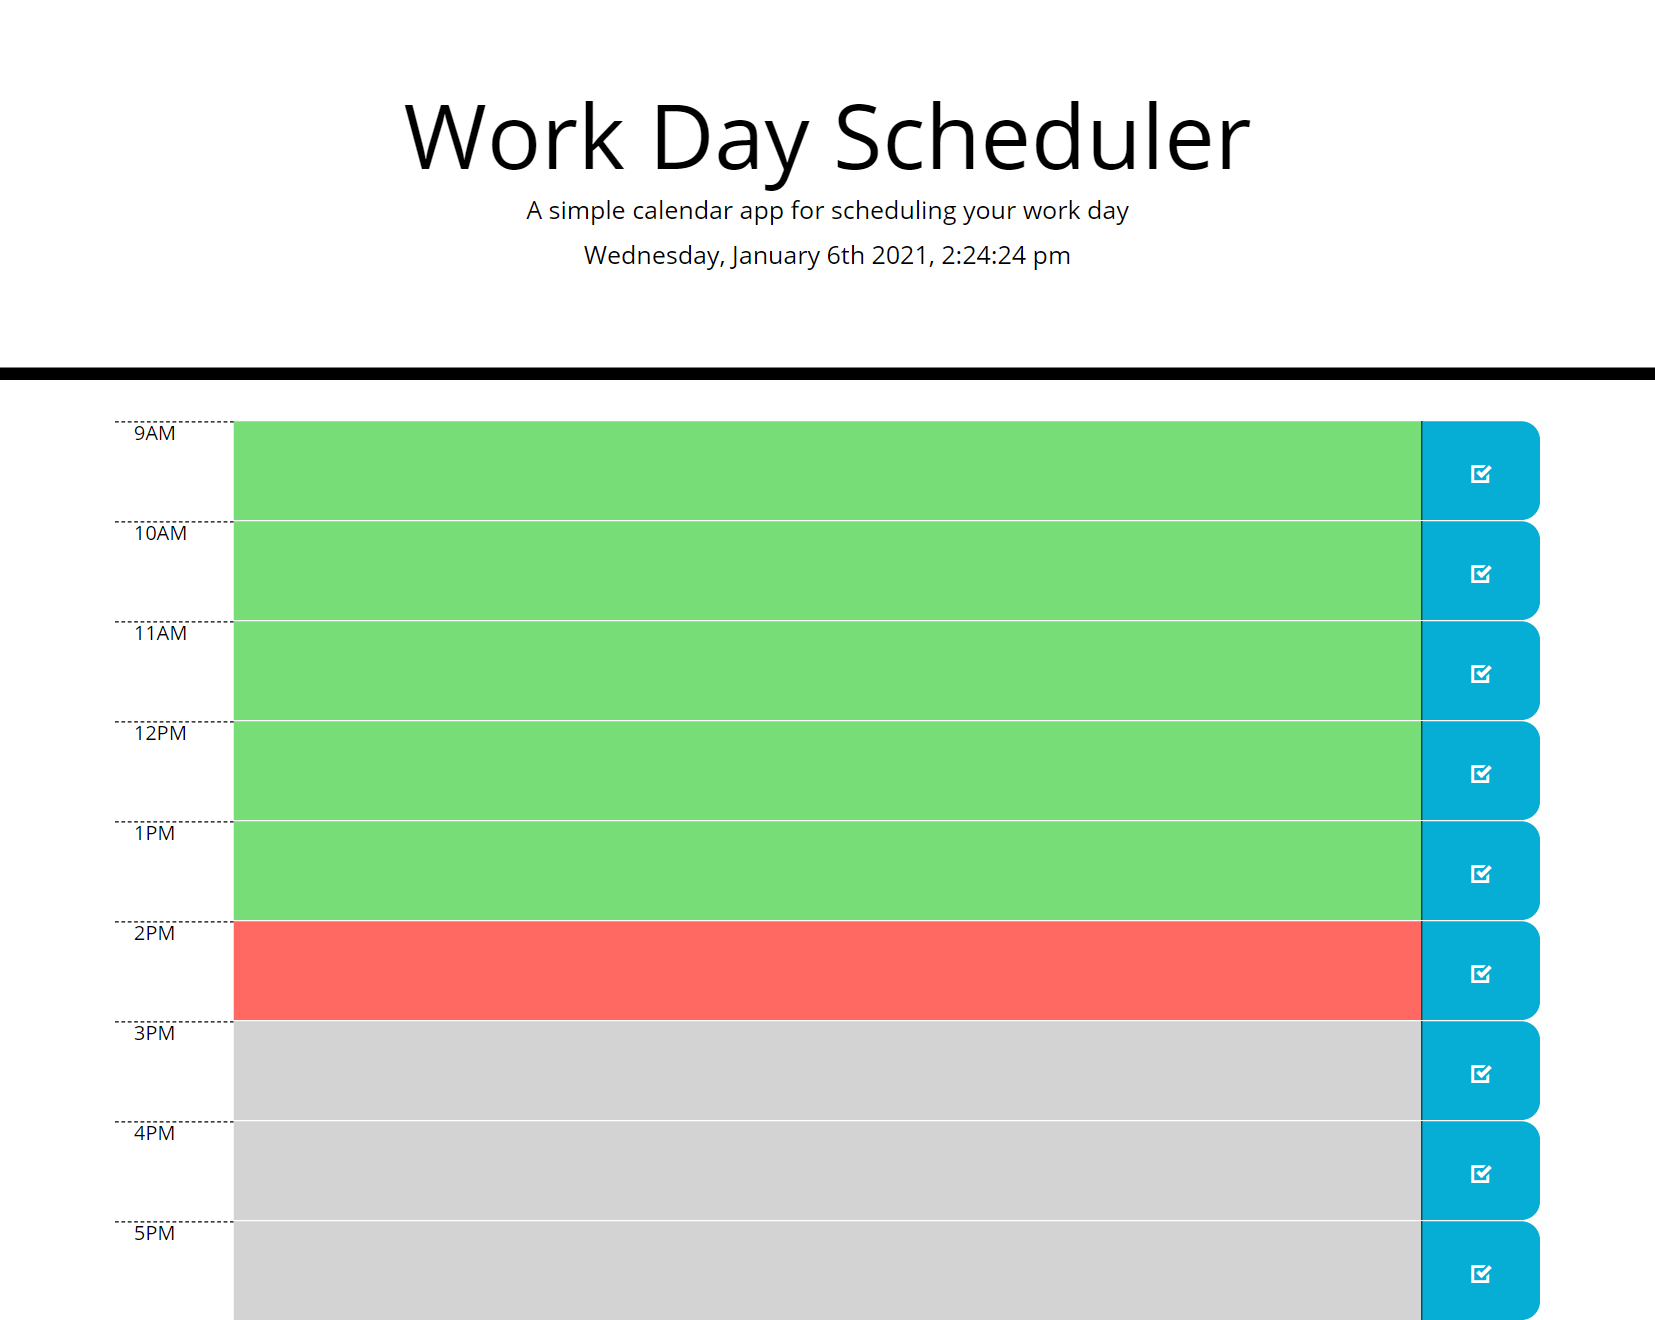 Work Day Scheduler
A simple calendar app for scheduling your work day
Wednesday, January 6th 2021, 2:24:24 pm
9AM
10AM
11AM
12PM
1PM
2PM
3PM
4PM
5PM